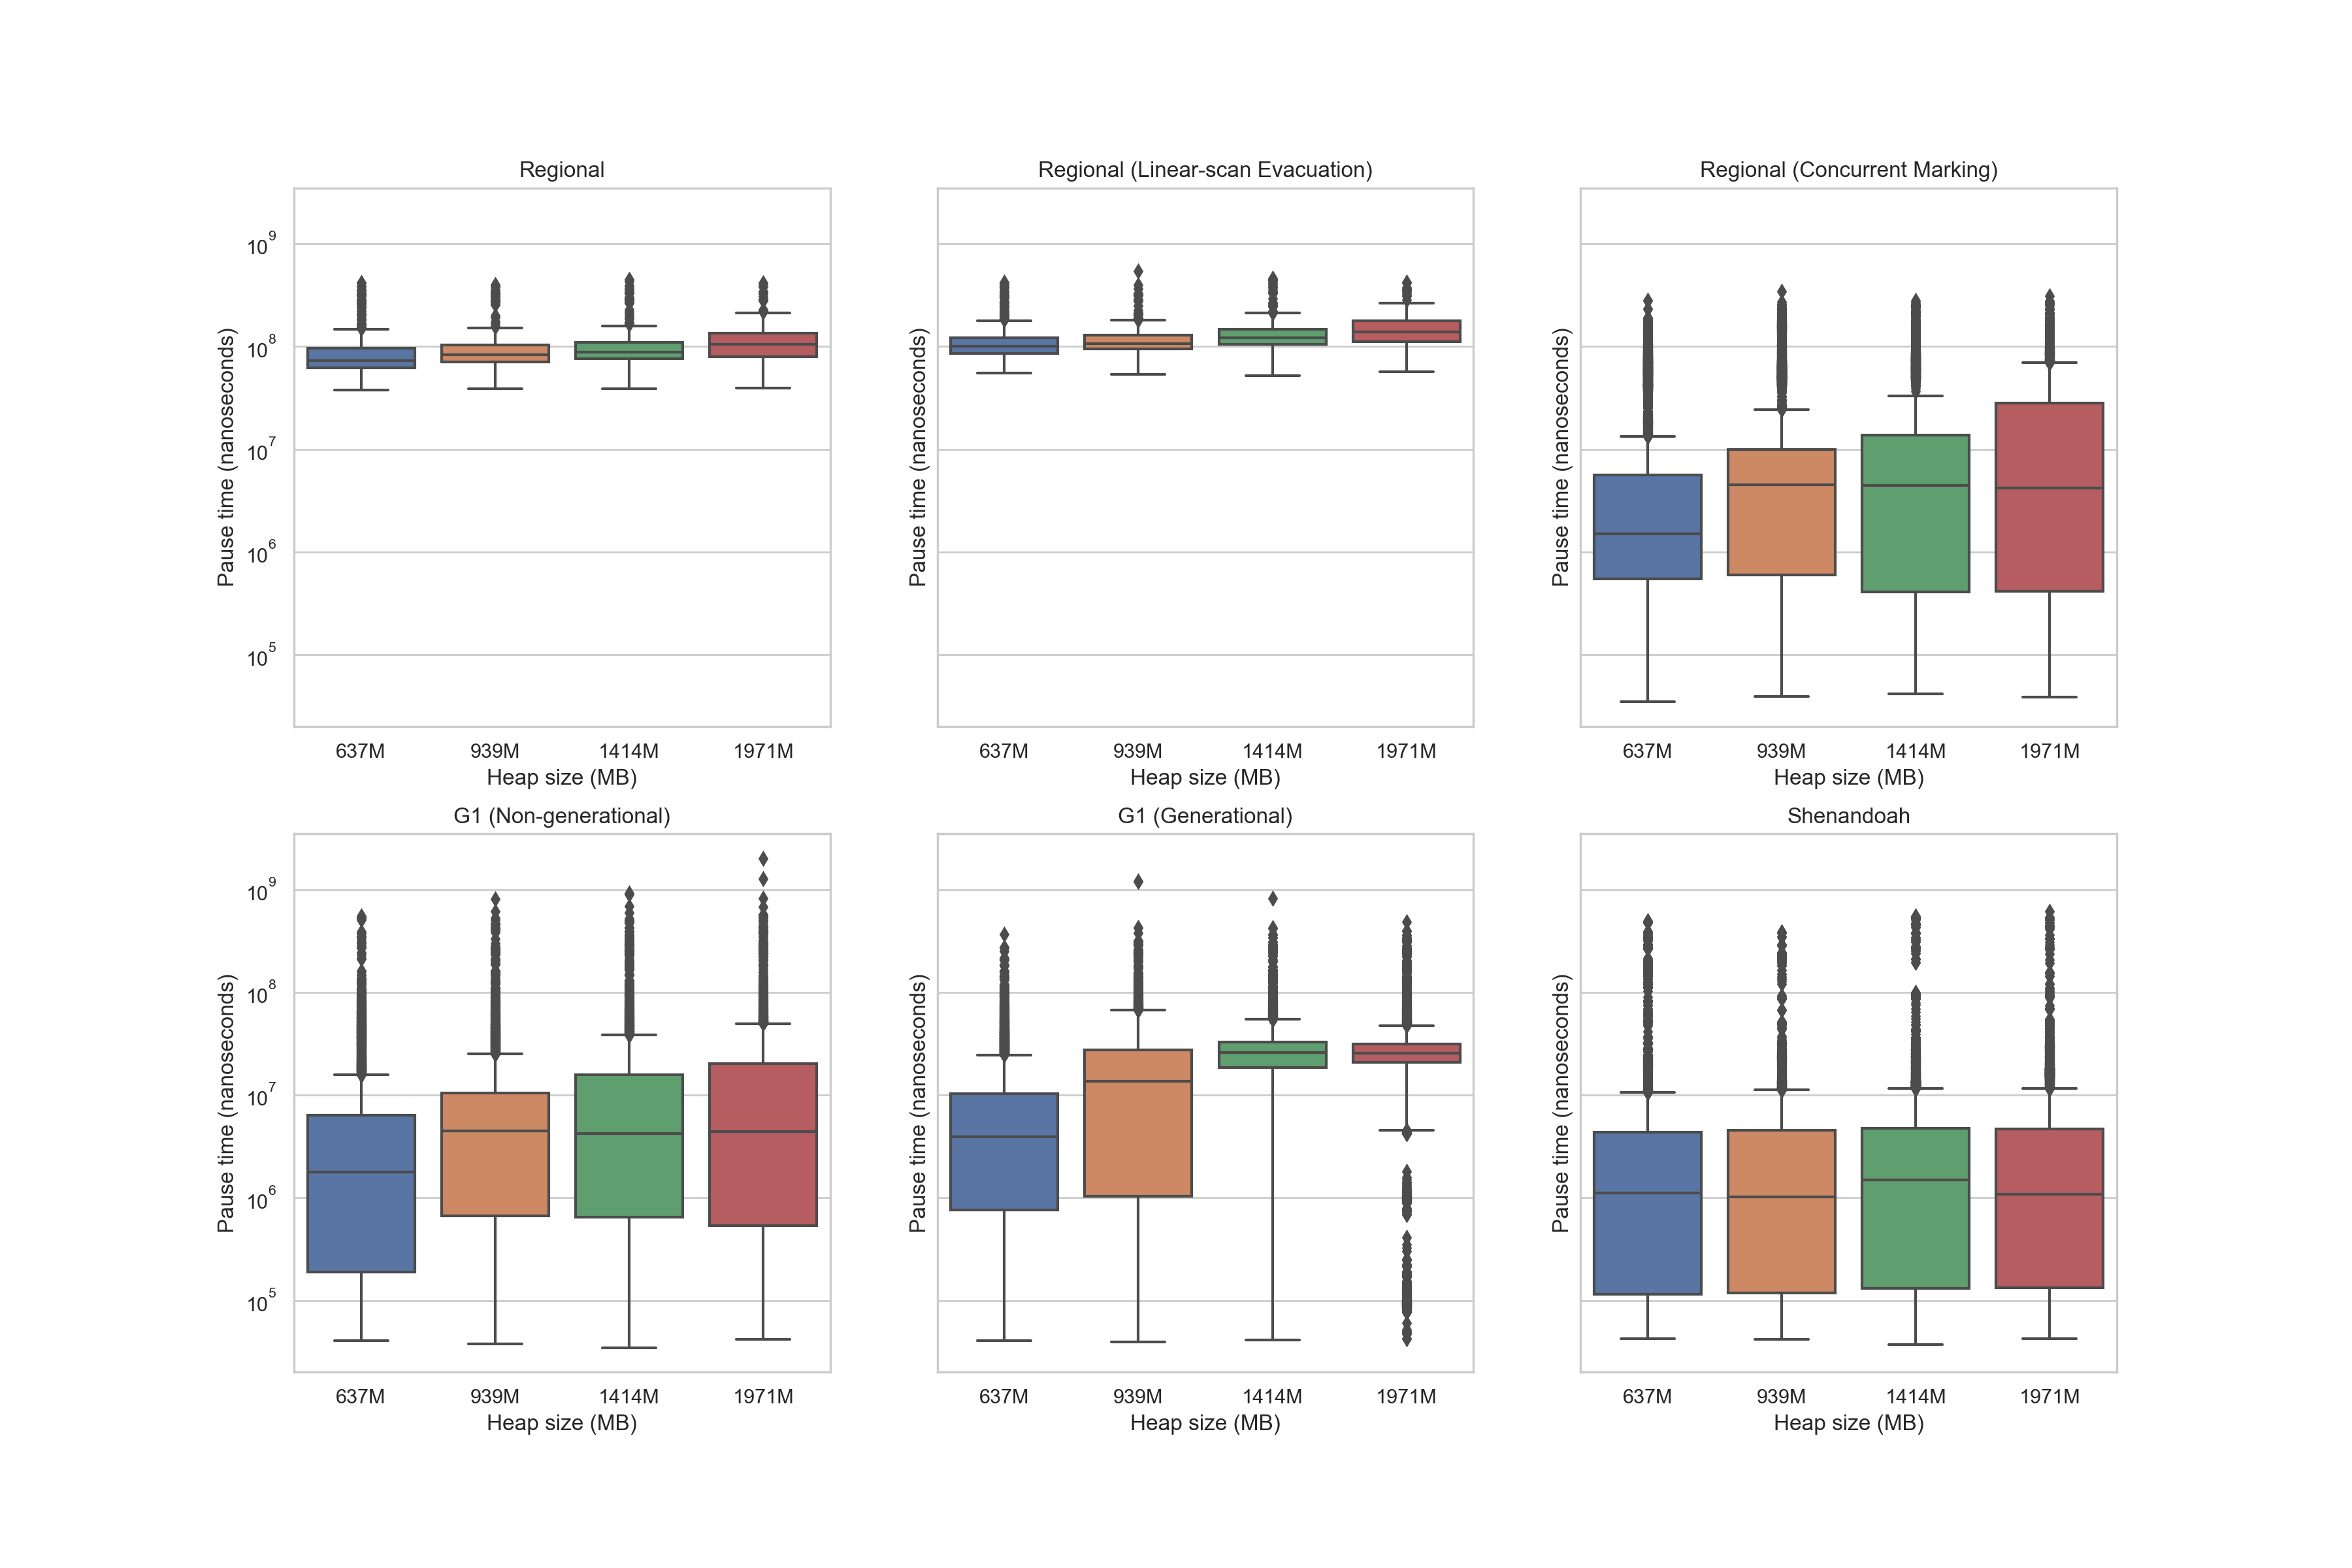 Regional
Regional (Linear-scan Evacuation)
Regional (Concurrent Marking)
Pause time (nanoseconds)
10^9
10^8
10^7
10^6
10^5
Pause time (nanoseconds)
Pause time (nanoseconds)
637M 939M 1414M 1971M
Heap size (MB)
637M 939M 1414M 1971M
Heap size (MB)
637M 939M 1414M 1971M
Heap size (MB)
G1 (Non-generational)
G1 (Generational)
Shenandoah
Pause time (nanoseconds)
10^9
10^8
10^7
10^6
10^5
Pause time (nanoseconds)
Pause time (nanoseconds)
637M 939M 1414M 1971M
Heap size (MB)
637M 939M 1414M 1971M
Heap size (MB)
637M 939M 1414M 1971M
Heap size (MB)